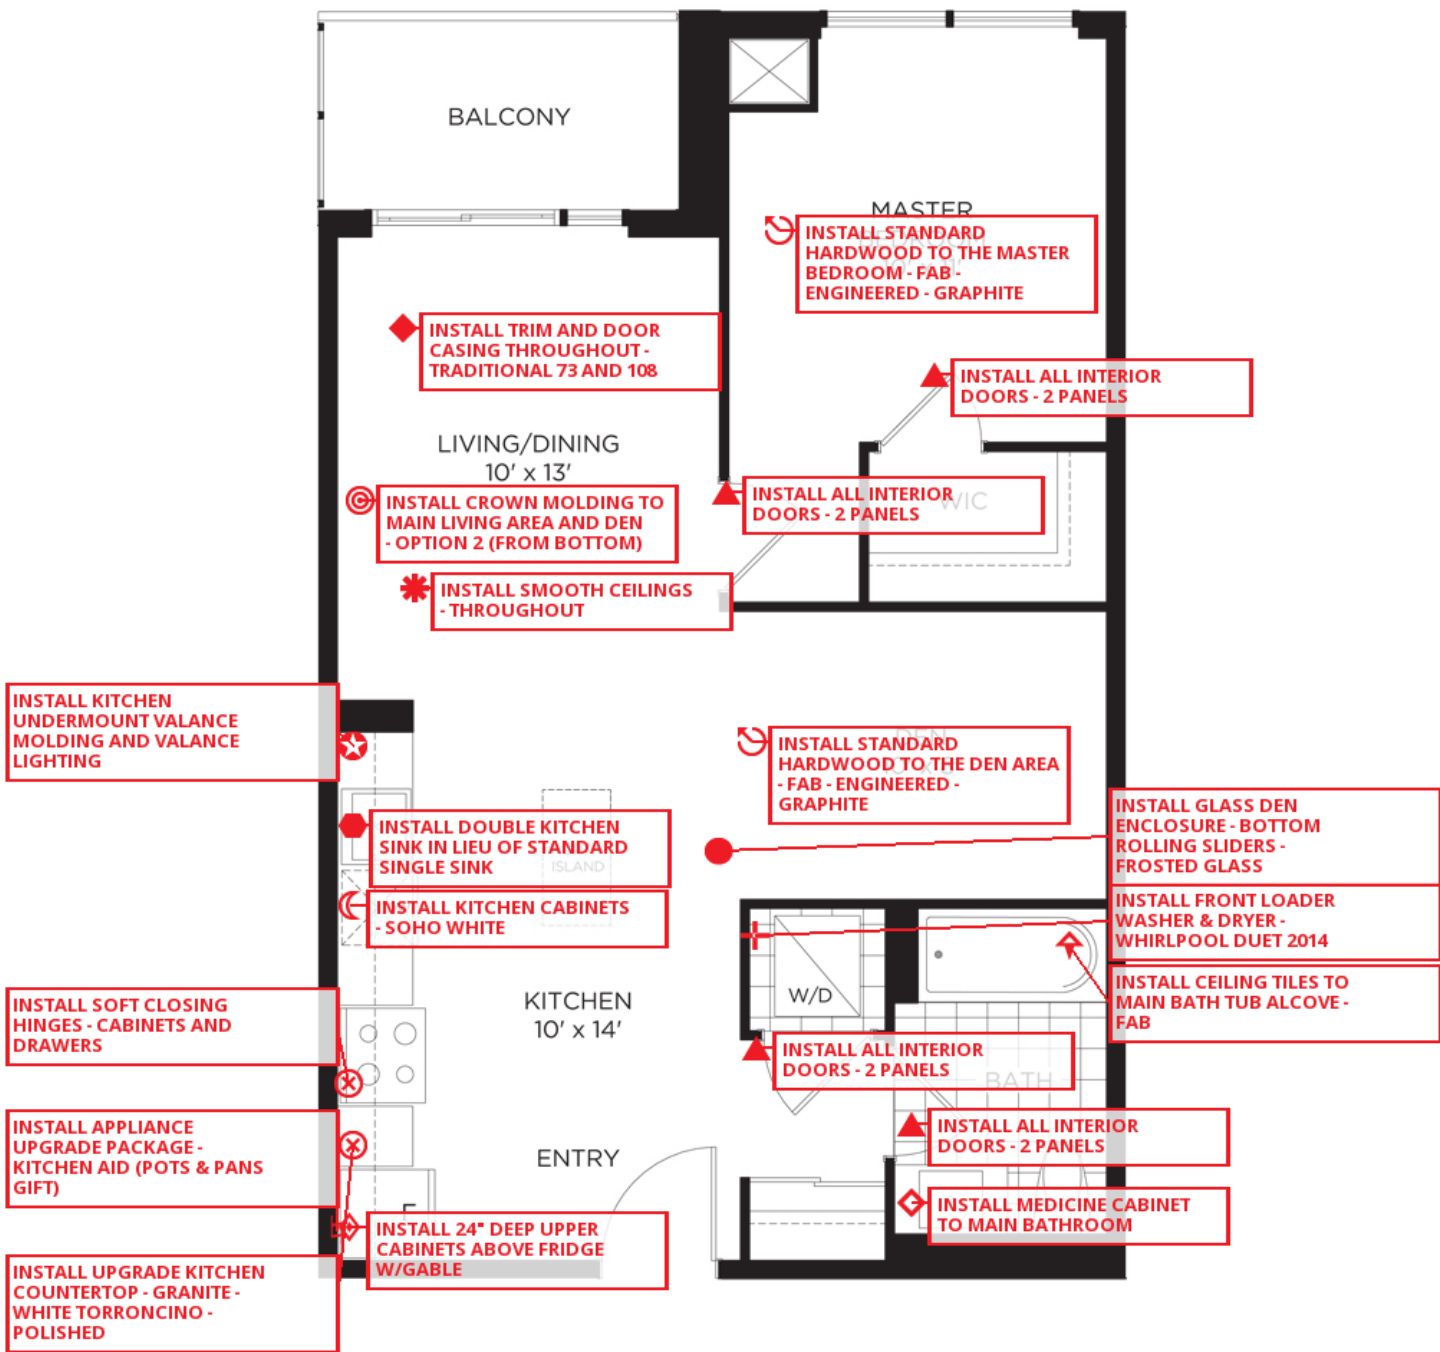 BALCONY
MASTER
INSTALL STANDARD
HARDWOOD TO THE MASTER
BEDROOM - FAB -
ENGINEERED - GRAPHITE
INSTALL TRIM AND DOOR
CASING THROUGHOUT -
TRADITIONAL 73 AND 108
INSTALL ALL INTERIOR
DOORS - 2 PANELS
LIVING/DINING
10' x 13'
INSTALL CROWN MOLDING TO
MAIN LIVING AREA AND DEN
- OPTION 2 (FROM BOTTOM)
INSTALL ALL INTERIOR
DOORS - 2 PANELS
WIC
INSTALL SMOOTH CEILINGS
- THROUGHOUT
INSTALL KITCHEN
UNDERMOUNT VALANCE
MOLDING AND VALANCE
LIGHTING
DEN
INSTALL STANDARD
HARDWOOD TO THE DEN AREA
- FAB - ENGINEERED -
GRAPHITE
INSTALL DOUBLE KITCHEN
SINK IN LIEU OF STANDARD
SINGLE SINK
ISLAND
INSTALL GLASS DEN
ENCLOSURE - BOTTOM
ROLLING SLIDERS -
FROSTED GLASS
INSTALL KITCHEN CABINETS
- SOHO WHITE
INSTALL FRONT LOADER
WASHER & DRYER -
WHIRLPOOL DUET 2014
INSTALL CEILING TILES TO
MAIN BATH TUB ALCOVE -
FAB
INSTALL SOFT CLOSING
HINGES - CABINETS AND
DRAWERS
KITCHEN
10' x 14'
W/D
INSTALL ALL INTERIOR
DOORS - 2 PANELS
BATH
INSTALL APPLIANCE
UPGRADE PACKAGE -
KITCHEN AID (POTS & PANS
GIFT)
ENTRY
INSTALL ALL INTERIOR
DOORS - 2 PANELS
INSTALL MEDICINE CABINET
TO MAIN BATHROOM
INSTALL 24" DEEP UPPER
CABINETS ABOVE FRIDGE
W/GABLE
INSTALL UPGRADE KITCHEN
COUNTERTOP - GRANITE -
WHITE TORRONCINO -
POLISHED